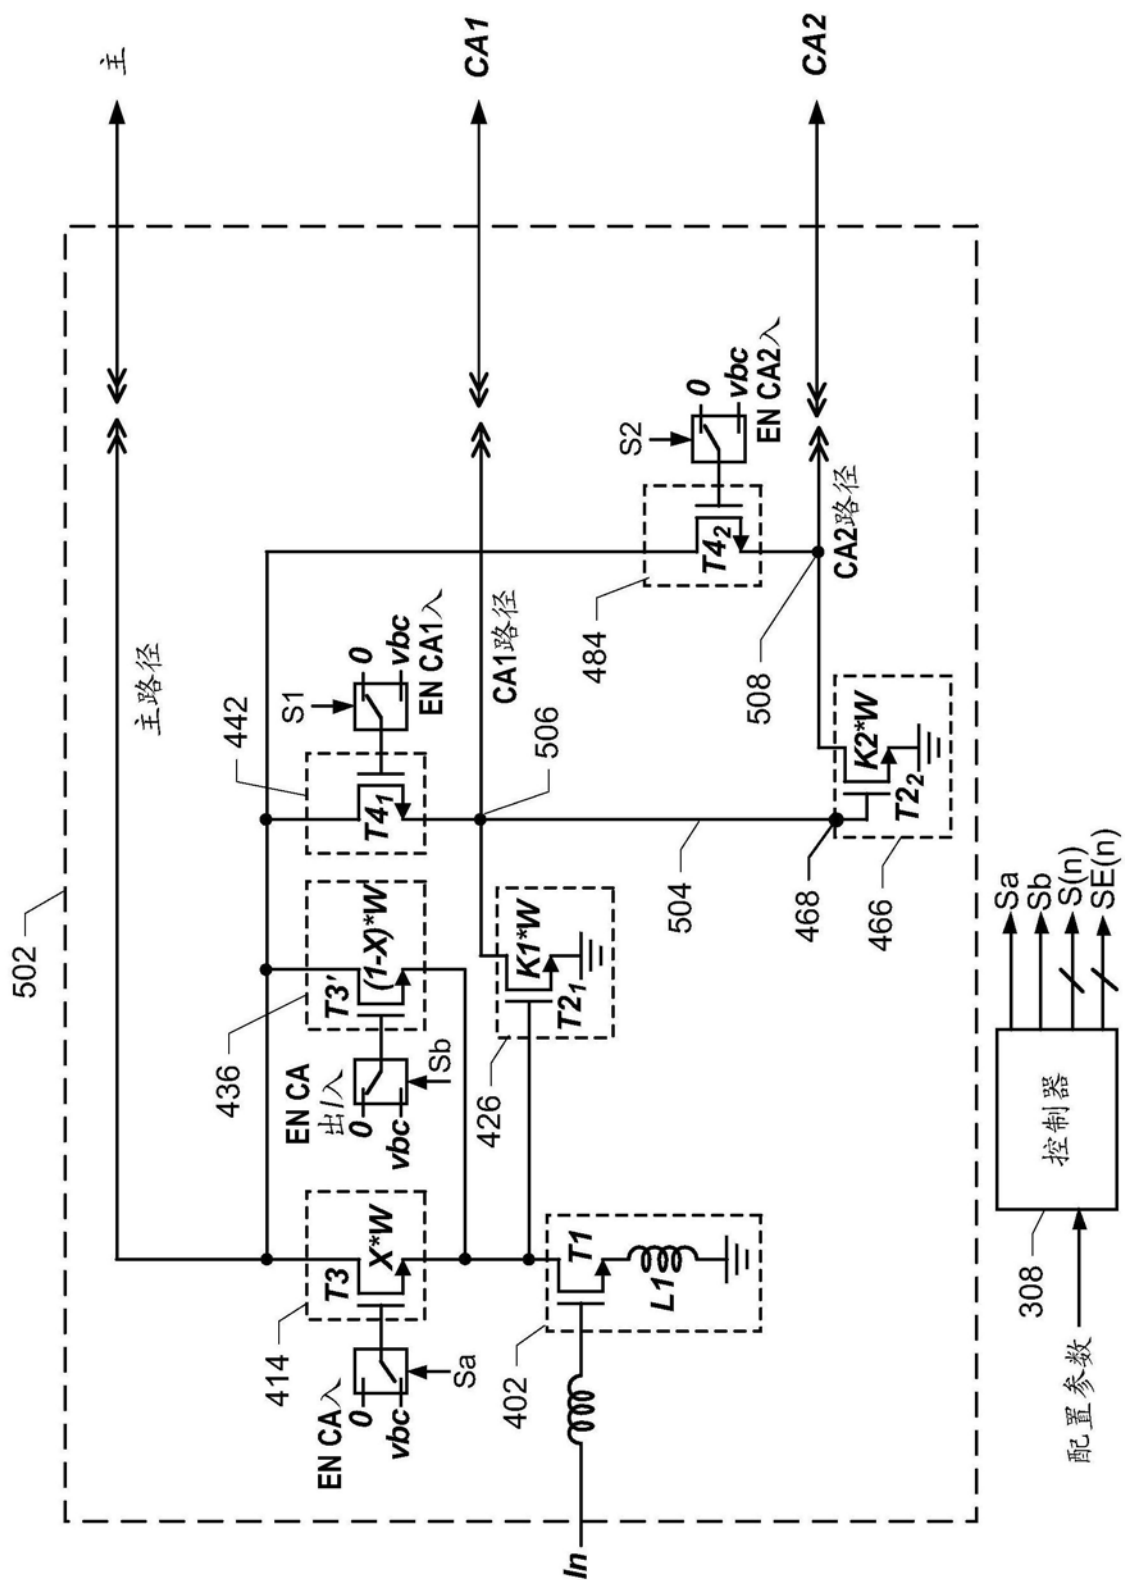 502
主
CA1
CA2
主路径
CA1路径
CA2路径
436
442
414
402
426
484
506
508
504
468
466
EN CA入
0
vbc
Sa
T3
X*W
EN CA
出/入
0
vbc
Sb
T3'
(1-X)*W
T4₁
S1
0
vbc
EN CA1入
T4₂
S2
0
vbc
EN CA2入
T1
L1
K1*W
T2₁
K2*W
T2₂
In
配置参数
308
控制器
Sa
Sb
S(n)
SE(n)